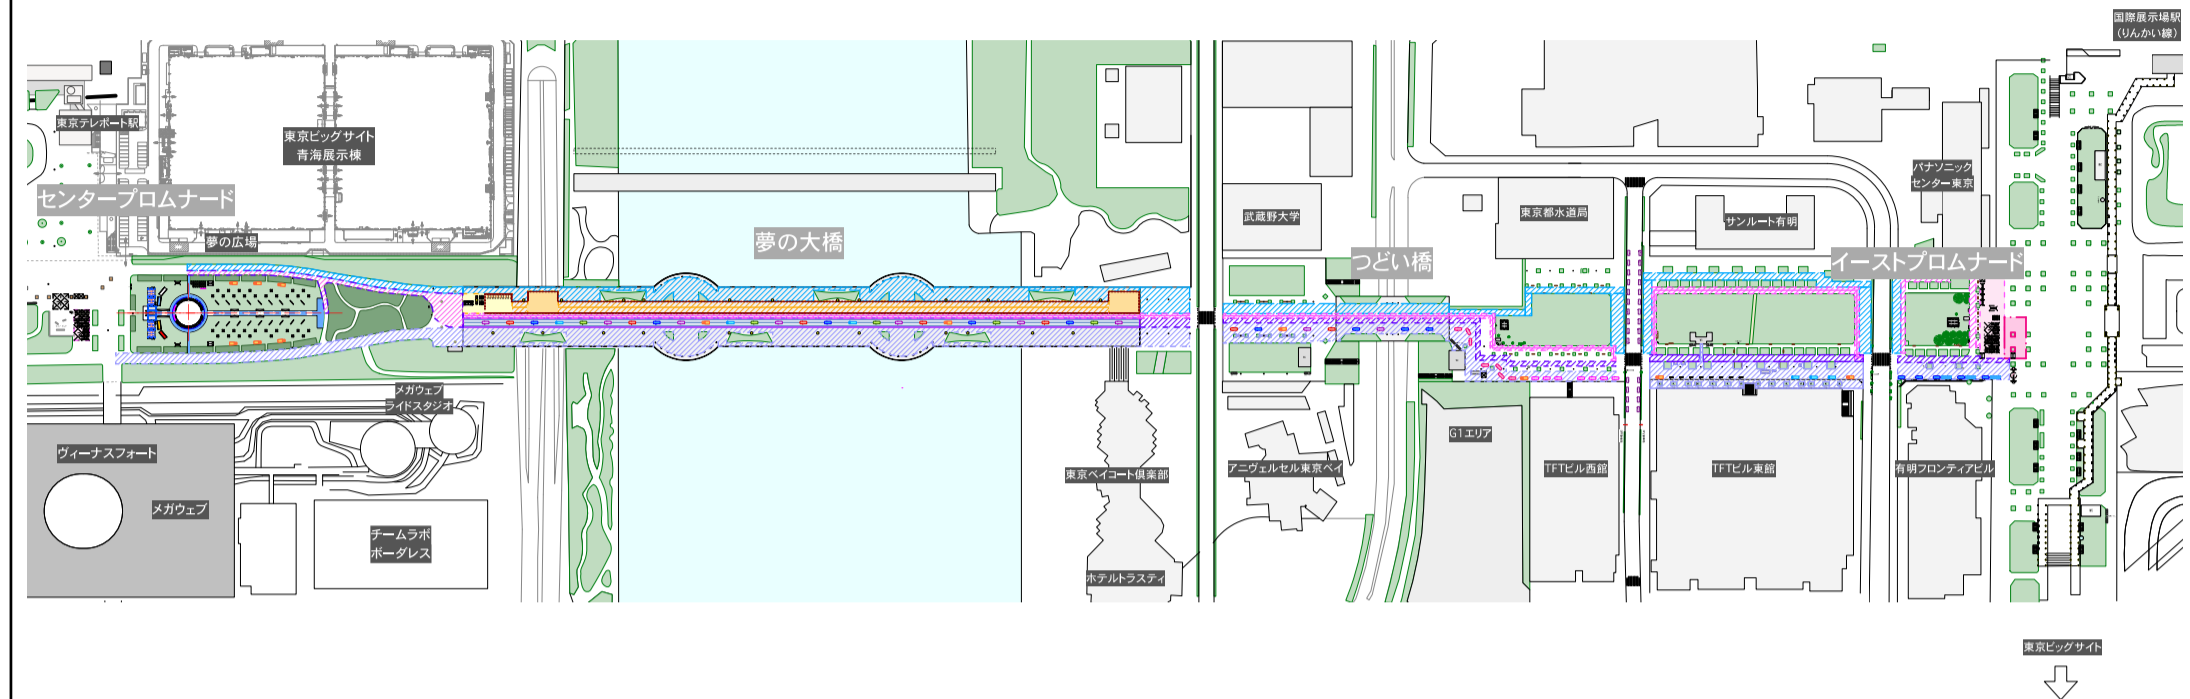 国際展示場駅
(りんかい線)
東京テレポート駅
東京ビッグサイト
青海展示棟
パナソニック
センター東京
センタープロムナード
武蔵野大学
東京都水道局
サンルート有明
夢の広場
夢の大橋
つどい橋
イーストプロムナード
メガウェブ
ライドスタジオ
G1エリア
ヴィーナスフォート
東京ベイコート倶楽部
アニヴェルセル東京ベイ
TFTビル西館
TFTビル東館
有明フロンティアビル
メガウェブ
チームラボ
ボーダレス
ホテルトラスティ
東京ビッグサイト